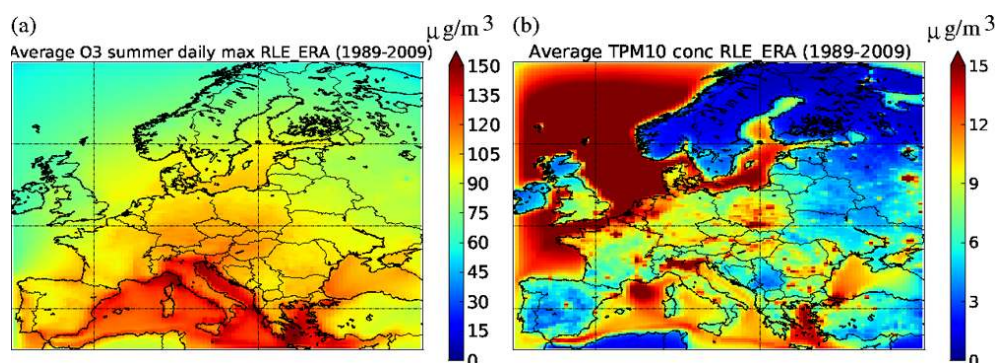 (a)
μg/m³
Average O3 summer daily max RLE_ERA (1989-2009)
150
135
120
105
90
75
60
45
30
15
0
(b)
μg/m³
Average TPM10 conc RLE_ERA (1989-2009)
15
12
9
6
3
0